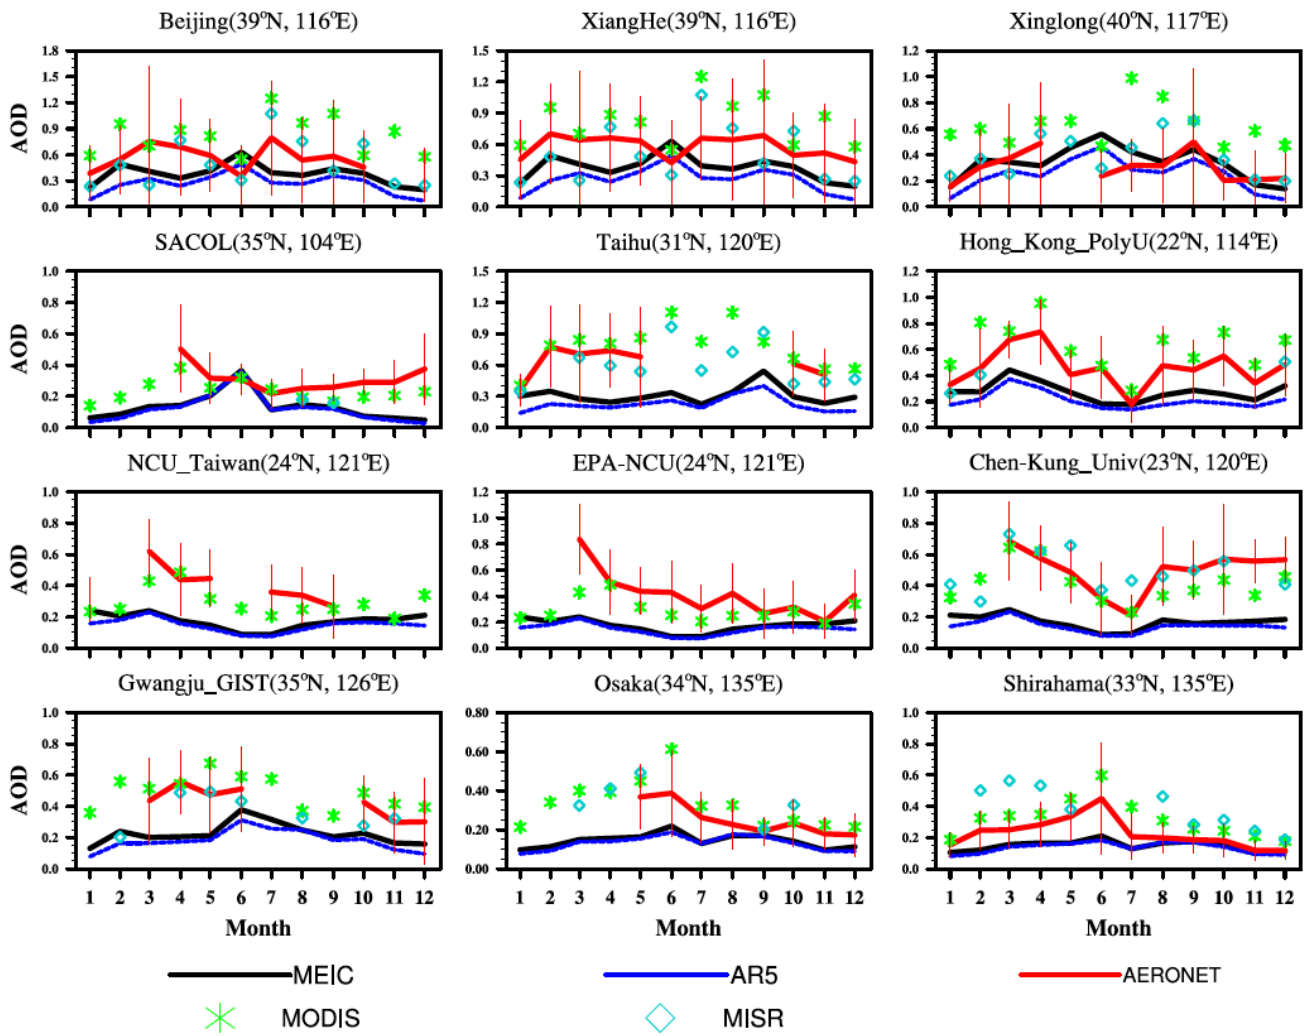 Beijing(39°N, 116°E) XiangHe(39°N, 116°E) Xinglong(40°N, 117°E)
AOD
1.8 1.5 1.2
1.5 1.2 1.0
1.2 0.9 0.8
0.9 0.6 0.6
0.6 0.3 0.4
0.3 0.0 0.2
0.0 0.0
SACOL(35°N, 104°E) Taihu(31°N, 120°E) Hong_Kong_PolyU(22°N, 114°E)
AOD
1.0 1.5 1.2
0.8 1.2 1.0
0.6 0.9 0.8
0.4 0.6 0.6
0.2 0.3 0.4
0.0 0.0 0.2
0.0
NCU_Taiwan(24°N, 121°E) EPA-NCU(24°N, 121°E) Chen-Kung_Univ(23°N, 120°E)
AOD
1.0 1.2 1.0
0.8 1.0 0.8
0.6 0.8 0.6
0.4 0.6 0.4
0.2 0.4 0.2
0.0 0.2 0.0
0.0
Gwangju_GIST(35°N, 126°E) Osaka(34°N, 135°E) Shirahama(33°N, 135°E)
AOD
1.0 0.80 1.0
0.8 0.60 0.8
0.6 0.40 0.6
0.4 0.20 0.4
0.2 0.00 0.2
0.0 0.0
1 2 3 4 5 6 7 8 9 10 11 12 1 2 3 4 5 6 7 8 9 10 11 12 1 2 3 4 5 6 7 8 9 10 11 12
Month Month Month
MEIC AR5 AERONET
MODIS MISR